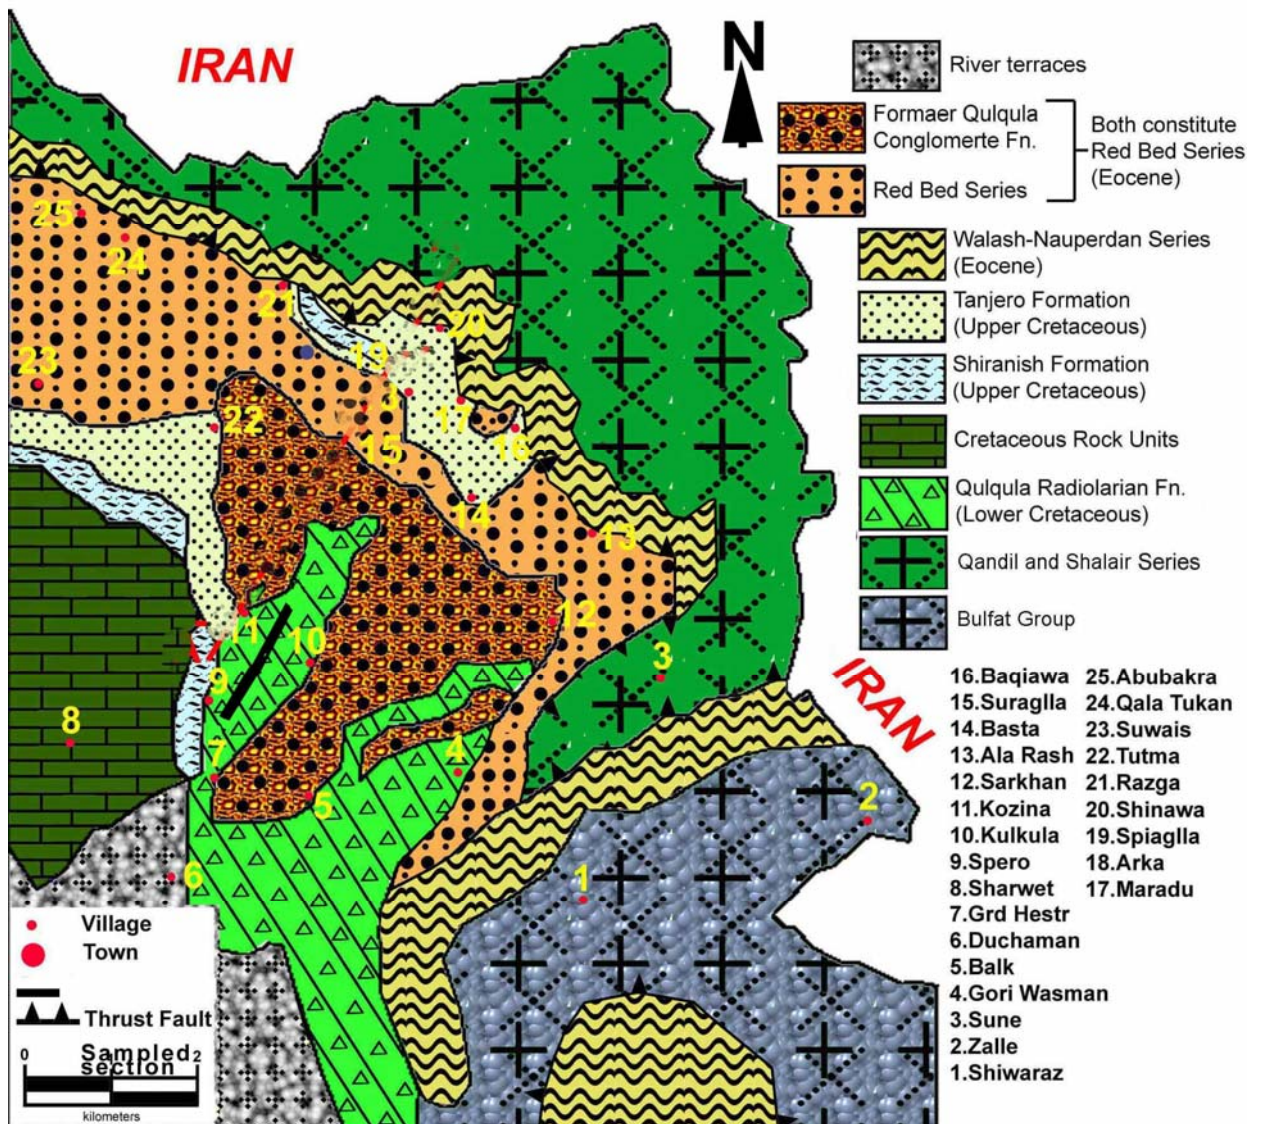 IRAN
N
River terraces
Formaer Qulqula
Conglomerte Fn.
Both constitute
Red Bed Series
(Eocene)
Red Bed Series
Walash-Nauperdan Series
(Eocene)
Tanjero Formation
(Upper Cretaceous)
Shiranish Formation
(Upper Cretaceous)
Cretaceous Rock Units
Qulqula Radiolarian Fn.
(Lower Cretaceous)
Qandil and Shalair Series
Bulfat Group
25
24
21
20
23
19
22
17
16
15
14
13
12
11
10
3
9
IRAN
8
7
4
5
2
6
1
16.Baqiawa 25.Abubakra
15.Suraglla 24.Qala Tukan
14.Basta 23.Suwais
13.Ala Rash 22.Tutma
12.Sarkhan 21.Razga
11.Kozina 20.Shinawa
10.Kulkula 19.Spiaglla
9.Spero 18.Arka
8.Sharwet 17.Maradu
7.Grd Hestr
6.Duchaman
5.Balk
4.Gori Wasman
3.Sune
2.Zalle
1.Shiwaraz
Village
Town
Thrust Fault
Sampled
section
0 1 2
kilometers